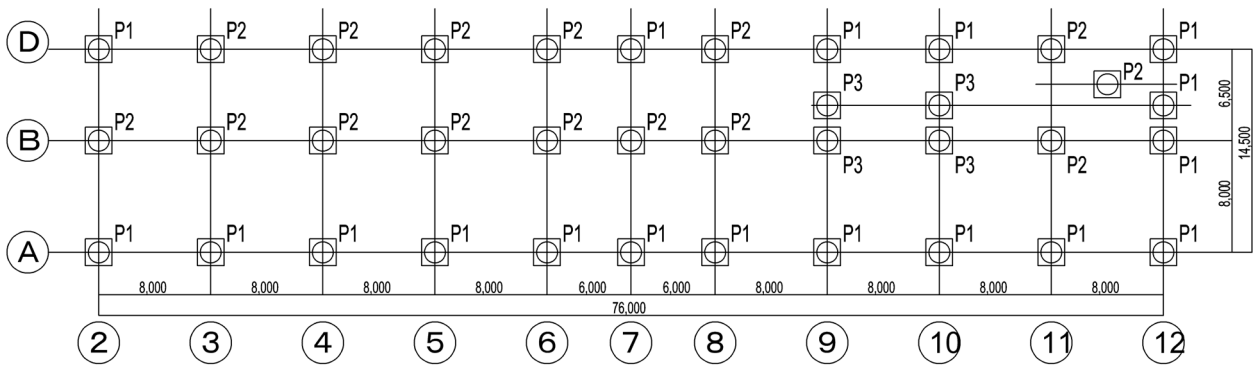 D P1 P2 P2 P2 P2 P1 P2 P1 P1 P2 P1
P3 P3 P2 P1
6,500
B P2 P2 P2 P2 P2 P2 P2
P3 P3 P2 P1
14,500
8,000
A P1 P1 P1 P1 P1 P1 P1 P1 P1 P1 P1
8,000 8,000 8,000 8,000 6,000 6,000 8,000 8,000 8,000 8,000
76,000
2 3 4 5 6 7 8 9 10 11 12